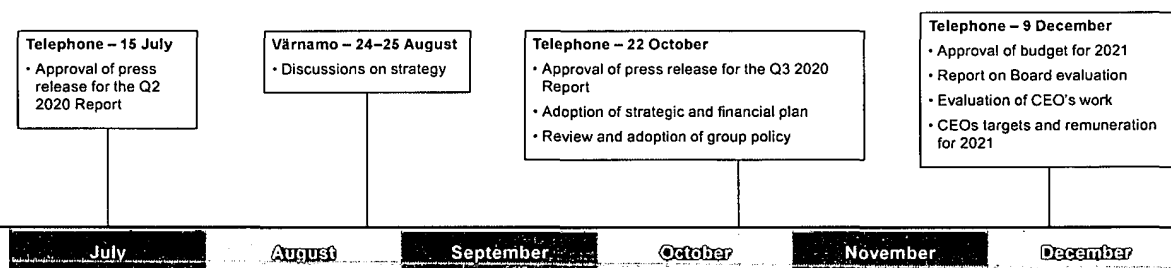 Telephone – 15 July
• Approval of press
release for the Q2
2020 Report
Värnamo – 24–25 August
• Discussions on strategy
Telephone – 22 October
• Approval of press release for the Q3 2020
Report
• Adoption of strategic and financial plan
• Review and adoption of group policy
Telephone – 9 December
• Approval of budget for 2021
• Report on Board evaluation
• Evaluation of CEO's work
• CEOs targets and remuneration
for 2021
July August September October November December